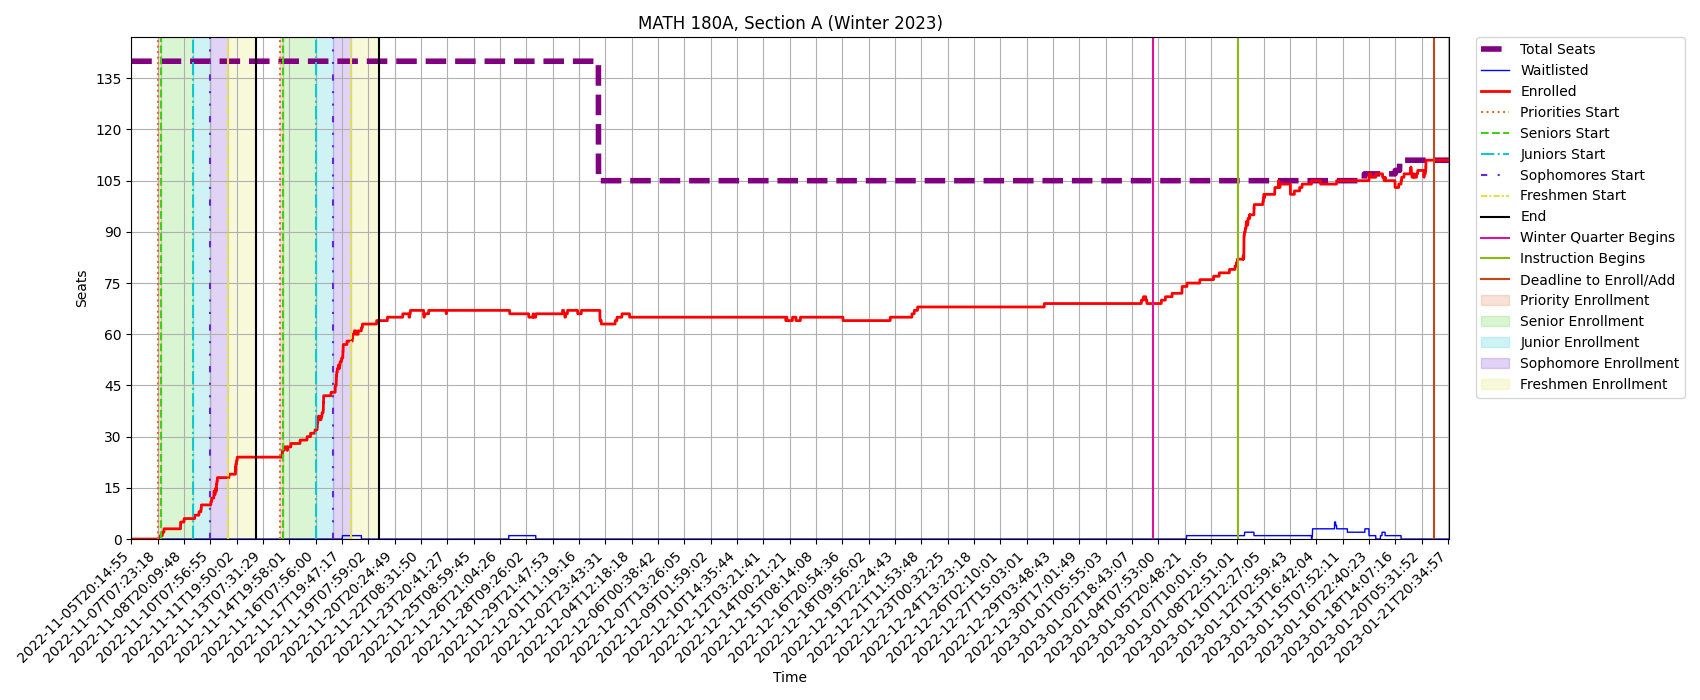 MATH 180A, Section A (Winter 2023)
Seats
135
120
105
90
75
60
45
30
15
0
2022-11-05T20:14:55
2022-11-07T07:23:18
2022-11-08T20:09:48
2022-11-10T07:56:55
2022-11-11T19:50:02
2022-11-13T07:31:29
2022-11-14T19:58:01
2022-11-16T07:56:00
2022-11-17T19:47:17
2022-11-19T07:59:02
2022-11-20T20:24:49
2022-11-22T08:31:50
2022-11-23T20:41:27
2022-11-25T08:59:45
2022-11-26T21:04:26
2022-11-28T09:26:02
2022-11-29T21:47:53
2022-12-01T11:19:16
2022-12-02T23:43:31
2022-12-04T12:18:18
2022-12-06T00:38:42
2022-12-07T13:26:05
2022-12-09T01:59:02
2022-12-10T14:35:44
2022-12-12T03:21:41
2022-12-14T00:21:21
2022-12-15T08:14:08
2022-12-16T20:54:36
2022-12-18T09:56:02
2022-12-19T22:24:43
2022-12-21T11:53:48
2022-12-23T00:32:25
2022-12-24T13:23:18
2022-12-26T02:10:01
2022-12-27T15:03:01
2022-12-29T03:48:43
2022-12-30T17:01:49
2023-01-01T05:55:03
2023-01-02T18:43:07
2023-01-04T07:53:00
2023-01-05T20:48:21
2023-01-07T10:01:05
2023-01-08T22:51:01
2023-01-10T12:27:05
2023-01-12T02:59:43
2023-01-13T16:42:04
2023-01-15T07:52:11
2023-01-16T22:40:23
2023-01-18T14:07:16
2023-01-20T05:31:52
2023-01-21T20:34:57
Time
Total Seats
Waitlisted
Enrolled
Priorities Start
Seniors Start
Juniors Start
Sophomores Start
Freshmen Start
End
Winter Quarter Begins
Instruction Begins
Deadline to Enroll/Add
Priority Enrollment
Senior Enrollment
Junior Enrollment
Sophomore Enrollment
Freshmen Enrollment